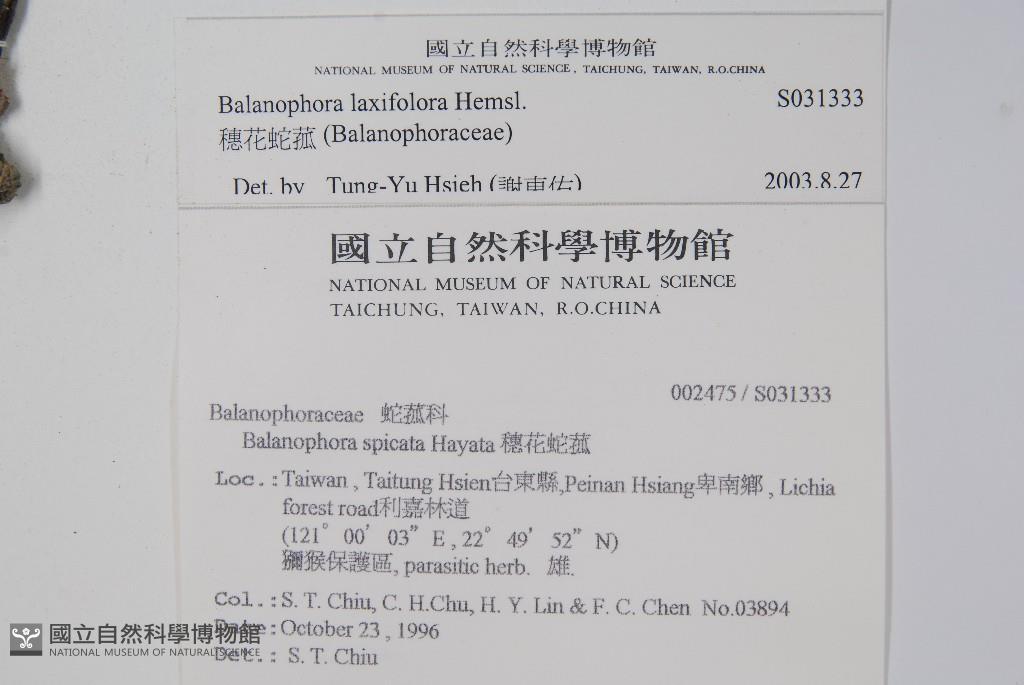 國立自然科學博物館
NATIONAL MUSEUM OF NATURAL SCIENCE, TAICHUNG, TAIWAN, R.O.CHINA
Balanophora laxifolora Hemsl. S031333
穗花蛇菰 (Balanophoraceae)
Det. by Tung-Yu Hsieh (謝東佑) 2003.8.27
國立自然科學博物館
NATIONAL MUSEUM OF NATURAL SCIENCE
TAICHUNG, TAIWAN, R.O.CHINA
002475 / S031333
Balanophoraceae 蛇菰科
Balanophora spicata Hayata 穗花蛇菰
Loc.: Taiwan , Taitung Hsien台東縣,Peinan Hsiang卑南鄉 , Lichia
forest road利嘉林道
(121° 00' 03” E , 22° 49' 52” N)
獼猴保護區, parasitic herb. 雄.
Col.: S. T. Chiu, C. H.Chu, H. Y. Lin & F. C. Chen No.03894
Date: October 23 , 1996
Det.: S. T. Chiu
國立自然科學博物館
NATIONAL MUSEUM OF NATURAL SCIENCE